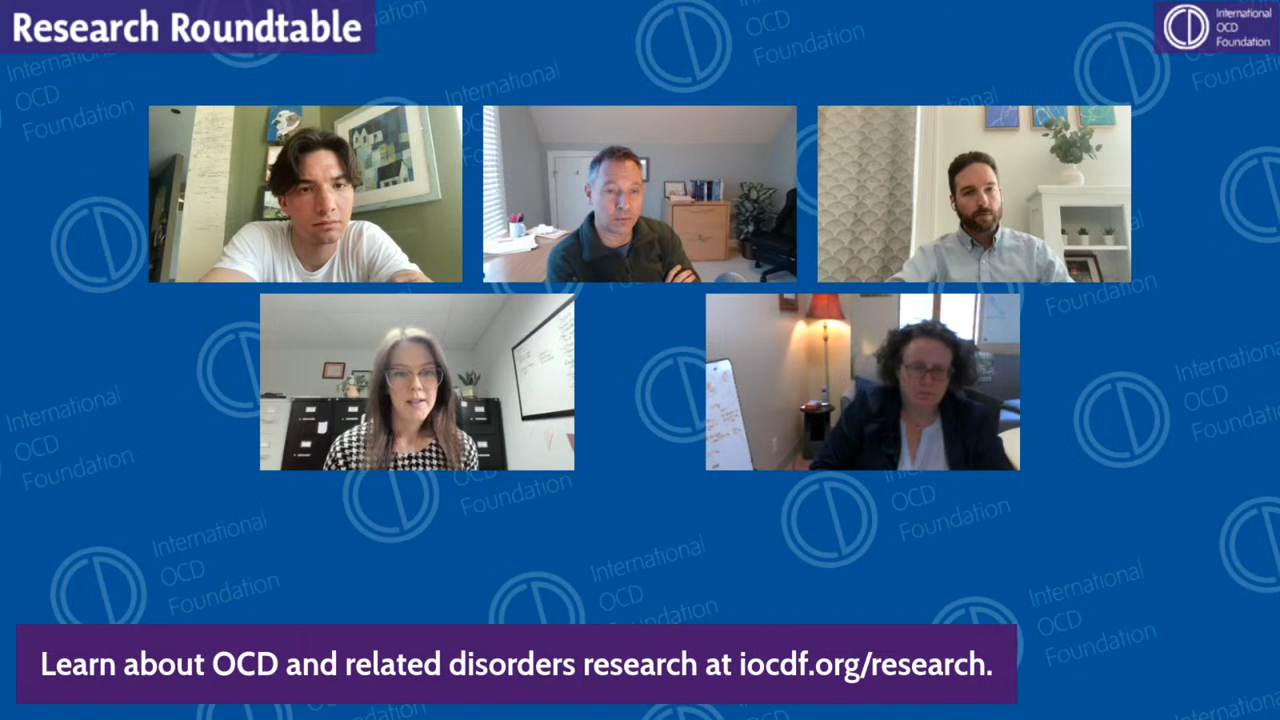 Research Roundtable
International
OCD
Foundation
Learn about OCD and related disorders research at iocdf.org/research.